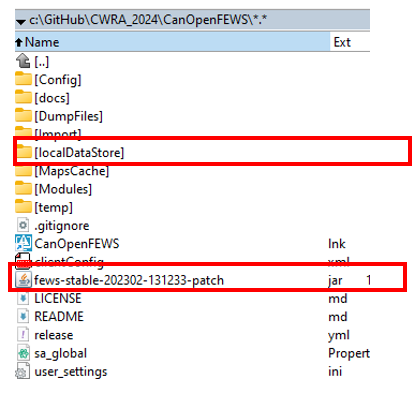 c:\GitHub\CWRA_2024\CanOpenFEWS\*.*
Name Ext
[..]
[Config]
[docs]
[DumpFiles]
[Import]
[localDataStore]
[MapsCache]
[Modules]
[temp]
.gitignore
CanOpenFEWS lnk
clientConfig xml
fews-stable-202302-131233-patch jar 1
LICENSE md
README md
release yml
sa_global Propert
user_settings ini